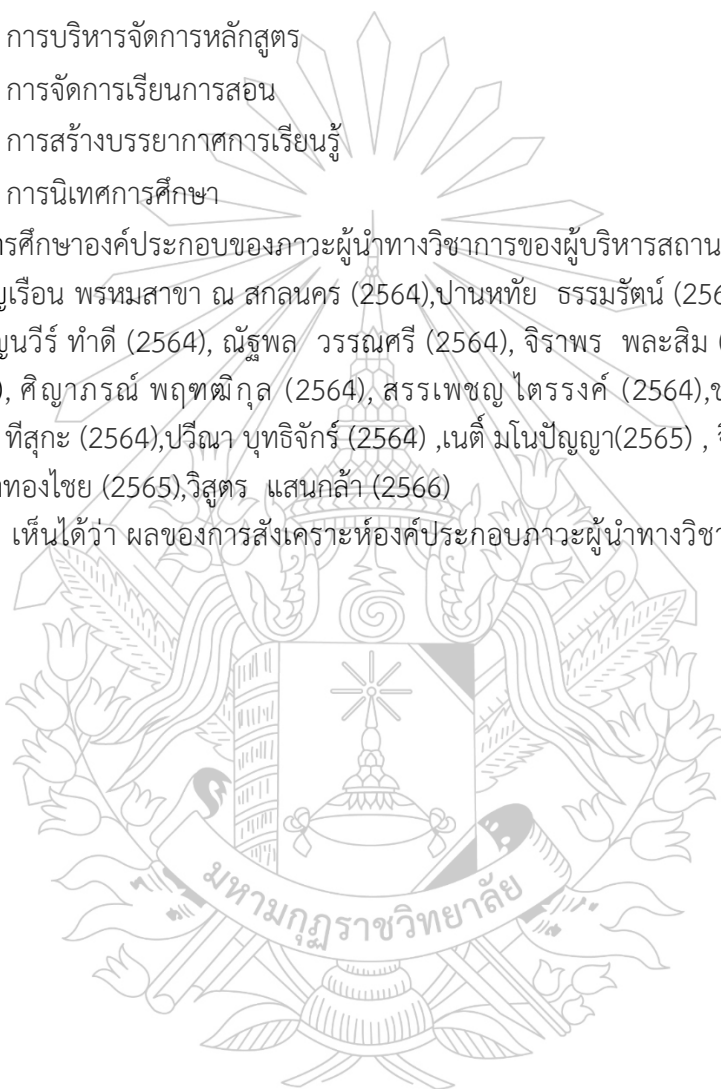 การบริหารจัดการหลักสูตร
การจัดการเรียนการสอน
การสร้างบรรยากาศการเรียนรู้
การนิเทศการศึกษา
ารศึกษาองค์ประกอบของภาวะผู้นำทางวิชาการของผู้บริหารสถาน
ญเรือน พรหมสาขา ณ สกลนคร (2564),ปานหทัย ธรรมรัตน์ (256
ญนวีร์ ทำดี (2564), ณัฐพล วรรณศรี (2564), จิราพร พละสิม
), ศิญาภรณ์ พฤฑฒิกุล (2564), สรรเพชญ ไตรรงค์ (2564),
ทีสุกะ (2564),ปวีณา บุทธิจักร์ (2564) ,เนติ์ มโนปัญญา(2565) ,
าทองไชย (2565),วิสูตร แสนกล้า (2566)
เห็นได้ว่า ผลของการสังเคราะห์องค์ประกอบภาวะผู้นำทางวิชา
มหามกุฏราชวิทยาลัย